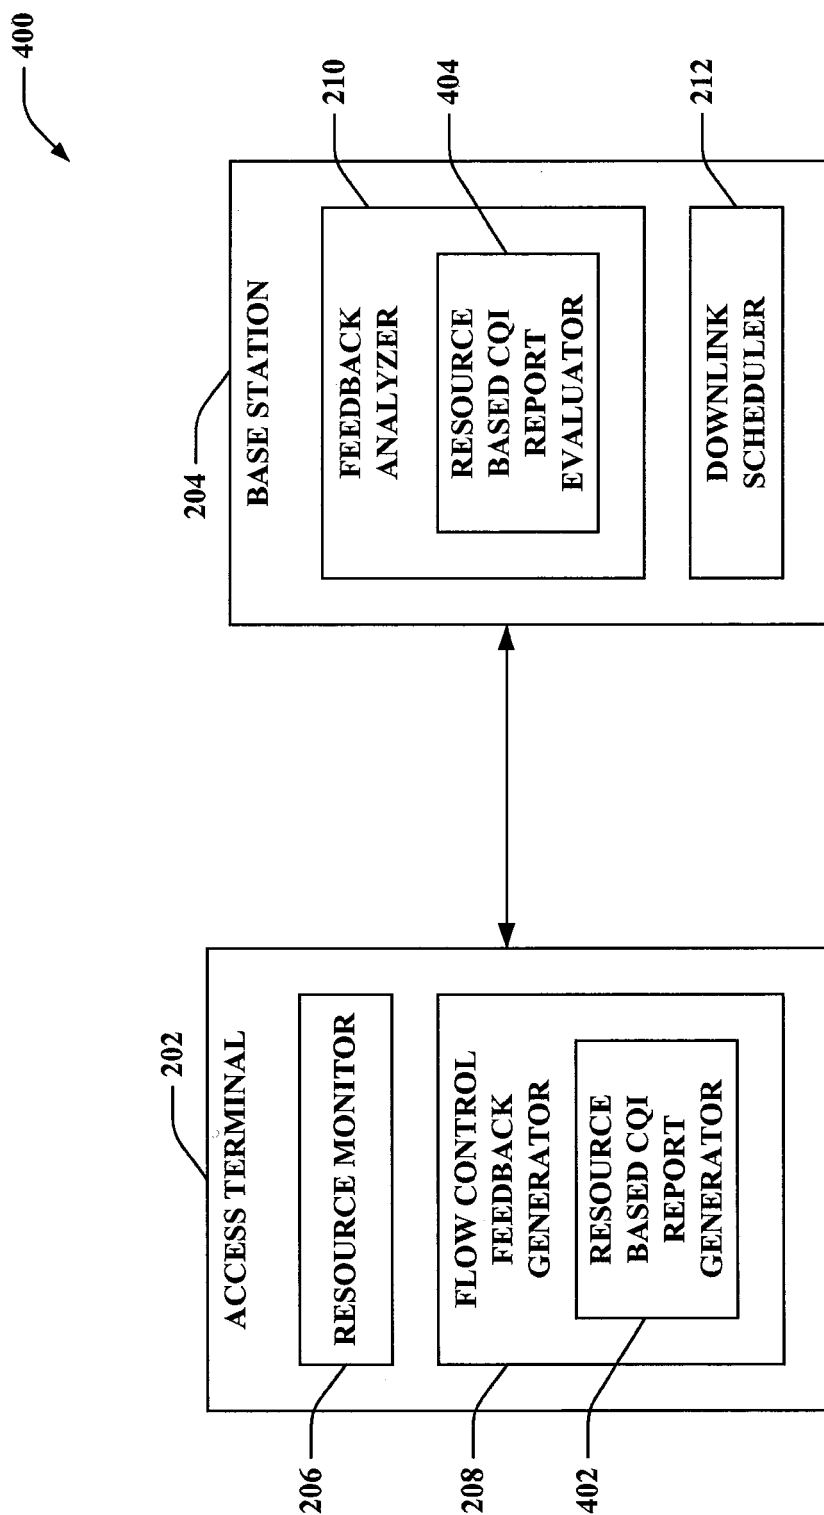 400
202
ACCESS TERMINAL
206
RESOURCE MONITOR
208
FLOW CONTROL
FEEDBACK
GENERATOR
402
RESOURCE
BASED CQI
REPORT
GENERATOR
204
BASE STATION
210
FEEDBACK
ANALYZER
404
RESOURCE
BASED CQI
REPORT
EVALUATOR
212
DOWNLINK
SCHEDULER